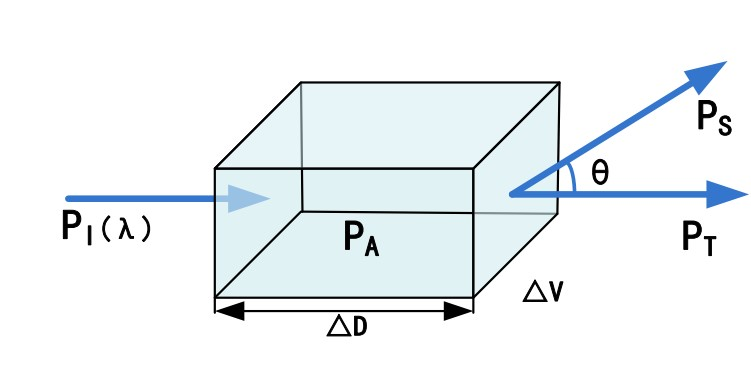 P_S
θ
P_I(λ)
P_A
P_T
△V
△D